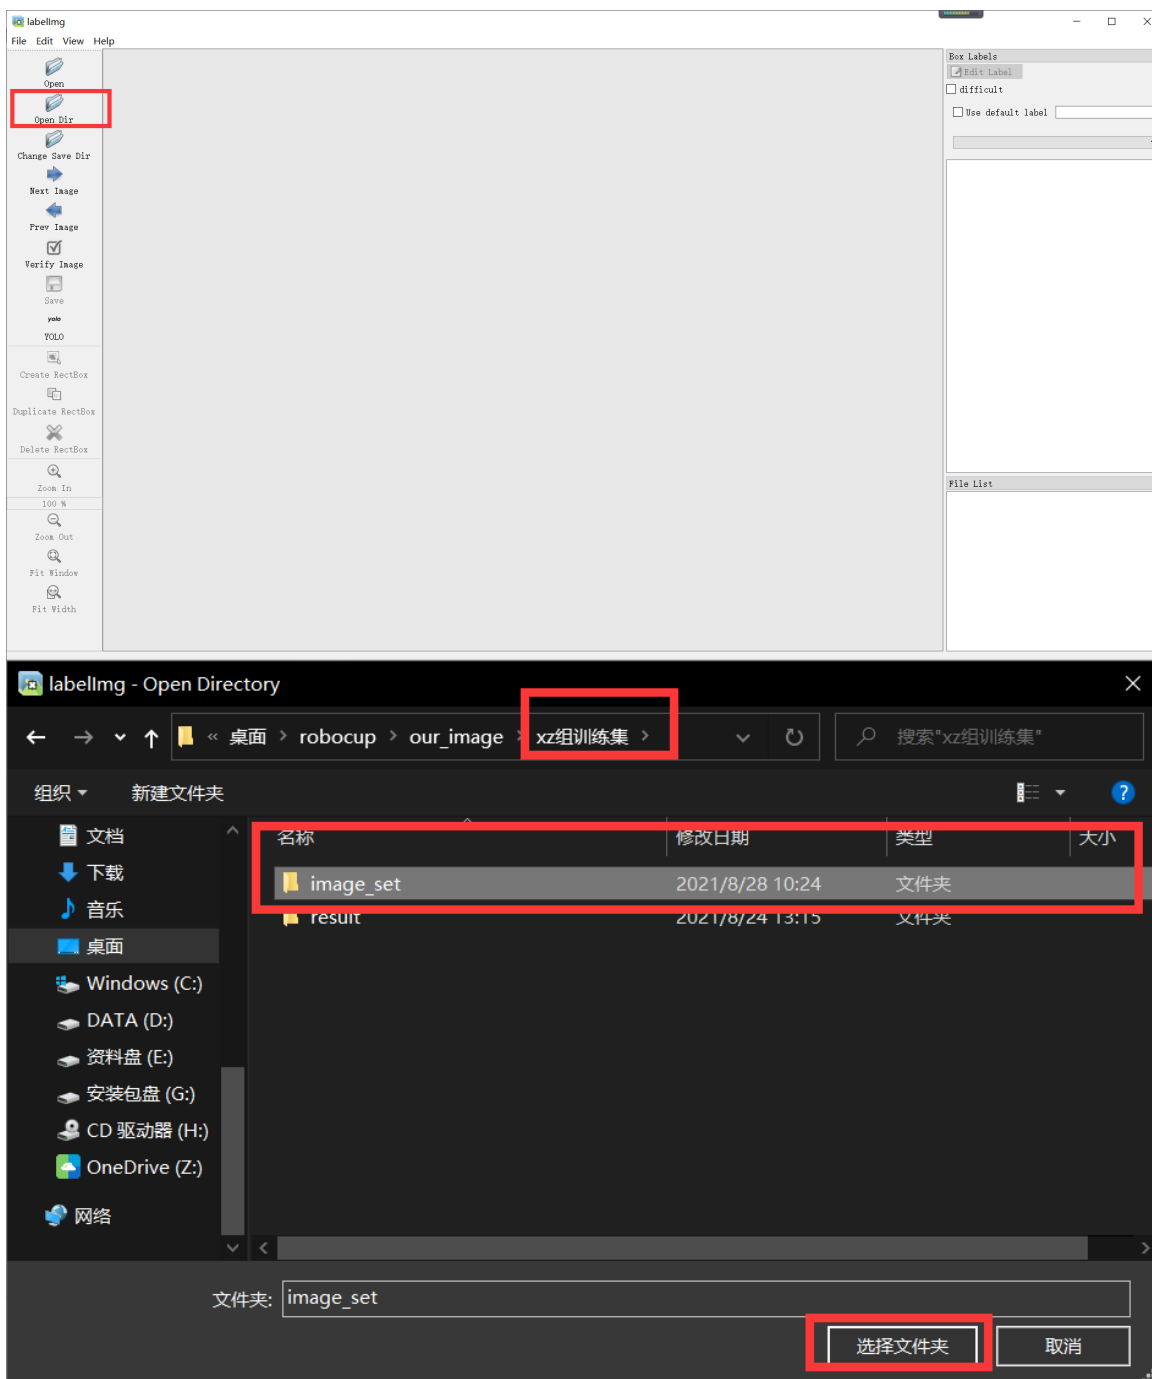 labelImg
File Edit View Help
Open
Open Dir
Change Save Dir
Next Image
Prev Image
Verify Image
Save
yolo
YOLO
Create RectBox
Duplicate RectBox
Delete RectBox
Zoom In
100 %
Zoom Out
Fit Window
Fit Width
Box Labels
Edit Label
difficult
Use default label
File List
labelImg - Open Directory
« 桌面 > robocup > our_image > xz组训练集 >
搜索"xz组训练集"
组织 新建文件夹
?
文档
下载
音乐
桌面
Windows (C:)
DATA (D:)
资料盘 (E:)
安装包盘 (G:)
CD 驱动器 (H:)
OneDrive (Z:)
网络
名称 修改日期 类型 大小
image_set 2021/8/28 10:24 文件夹
result 2021/8/24 13:15 文件夹
文件夹: image_set
选择文件夹 取消